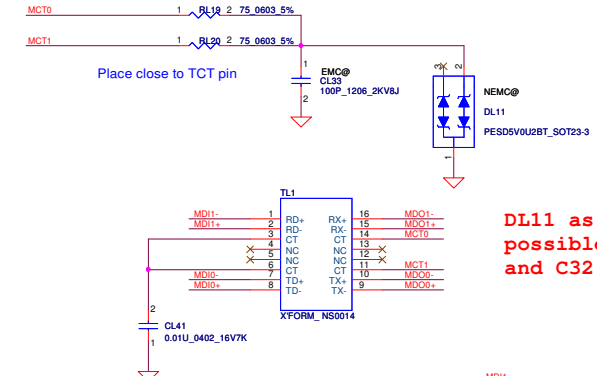 MCT0 1 RL19 2 75_0603_5%
MCT1 1 RL20 2 75_0603_5%
Place close to TCT pin
1
EMC@
CL33
100P_1206_2KV8J
2
3 2
NEMC@
DL11
PESD5V0U2BT_SOT23-3
1
TL1
MDI1- 1 RD+ RX+ 16 MDO1-
MDI1+ 2 RD- RX- 15 MDO1+
3 CT CT 14 MCT0
4 NC NC 13
5 NC NC 12
6 CT CT 11 MCT1
MDI0- 7 TD+ TX+ 10 MDO0-
MDI0+ 8 TD- TX- 9 MDO0+
X'FORM_ NS0014
DL11 as
possible
and C32
2
CL41
0.01U_0402_16V7K
1